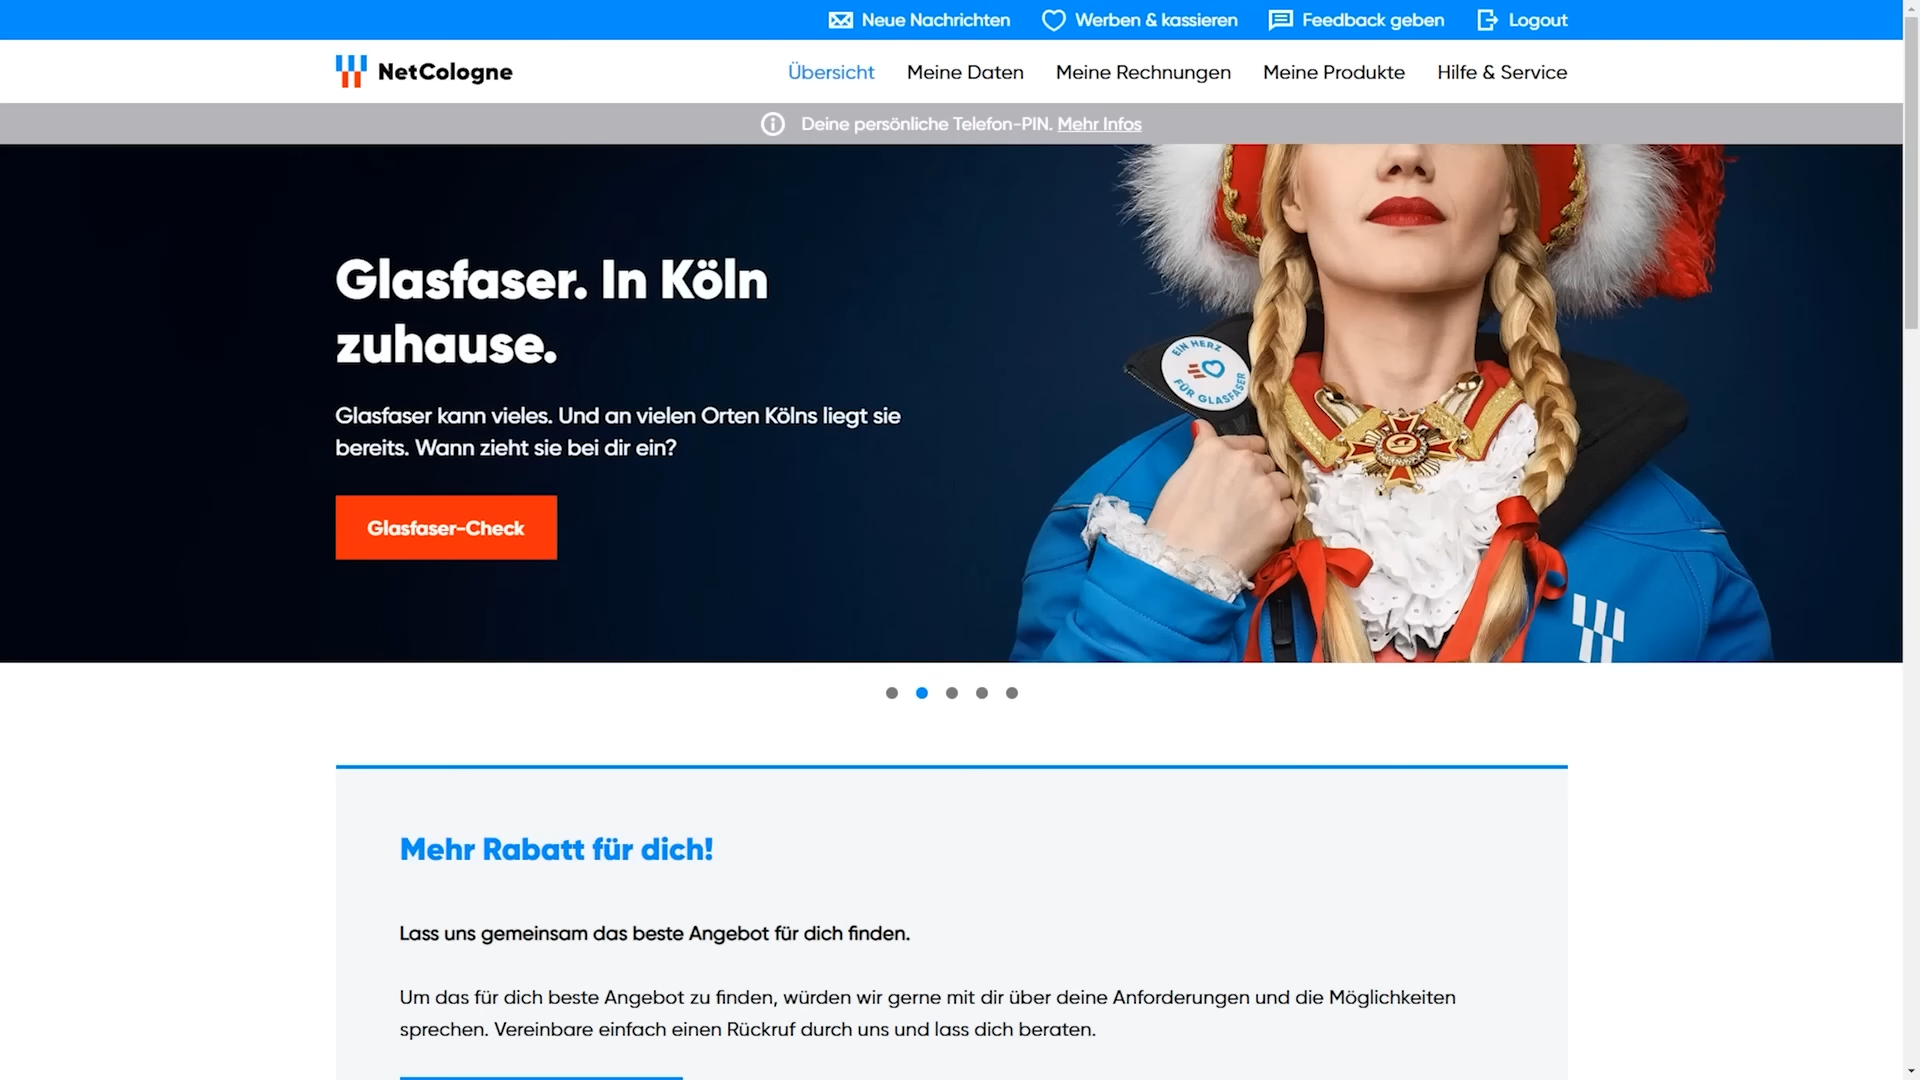 Neue Nachrichten Werben & kassieren Feedback geben Logout
NetCologne Übersicht Meine Daten Meine Rechnungen Meine Produkte Hilfe & Service
Deine persönliche Telefon-PIN. Mehr Infos
Glasfaser. In Köln
zuhause.
Glasfaser kann vieles. Und an vielen Orten Kölns liegt sie
bereits. Wann zieht sie bei dir ein?
Glasfaser-Check
EIN HERZ
FÜR GLASFASER
Mehr Rabatt für dich!
Lass uns gemeinsam das beste Angebot für dich finden.
Um das für dich beste Angebot zu finden, würden wir gerne mit dir über deine Anforderungen und die Möglichkeiten
sprechen. Vereinbare einfach einen Rückruf durch uns und lass dich beraten.